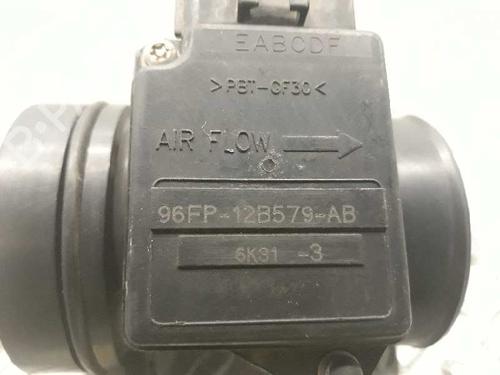 EABCDF
>PBT-GF30<
AIR FLOW
96FP-12B579-AB
6K31 -3